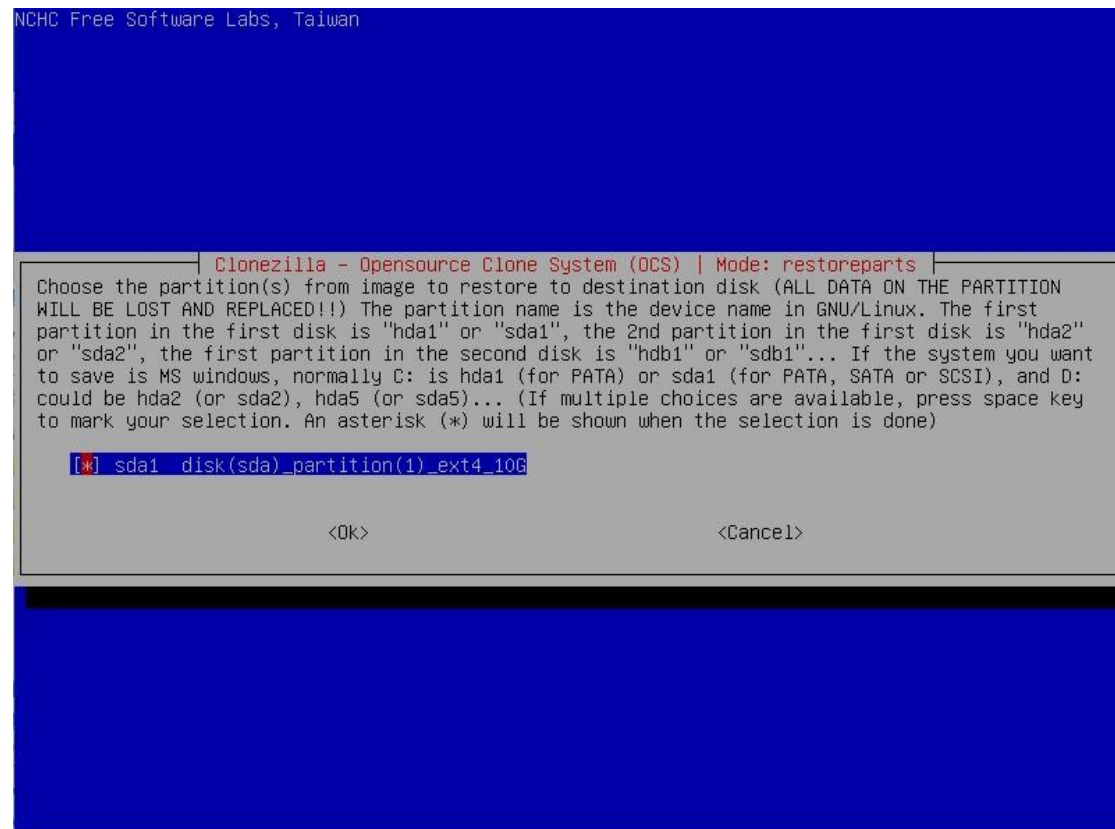 NCHC Free Software Labs, Taiwan
Clonezilla - Opensource Clone System (OCS) | Mode: restoreparts
Choose the partition(s) from image to restore to destination disk (ALL DATA ON THE PARTITION
WILL BE LOST AND REPLACED!!) The partition name is the device name in GNU/Linux. The first
partition in the first disk is "hda1" or "sda1", the 2nd partition in the first disk is "hda2"
or "sda2", the first partition in the second disk is "hdb1" or "sdb1"... If the system you want
to save is MS windows, normally C: is hda1 (for PATA) or sda1 (for PATA, SATA or SCSI), and D:
could be hda2 (or sda2), hda5 (or sda5)... (If multiple choices are available, press space key
to mark your selection. An asterisk (*) will be shown when the selection is done)
[*] sda1 disk(sda)_partition(1)_ext4_10G
<Ok> <Cancel>